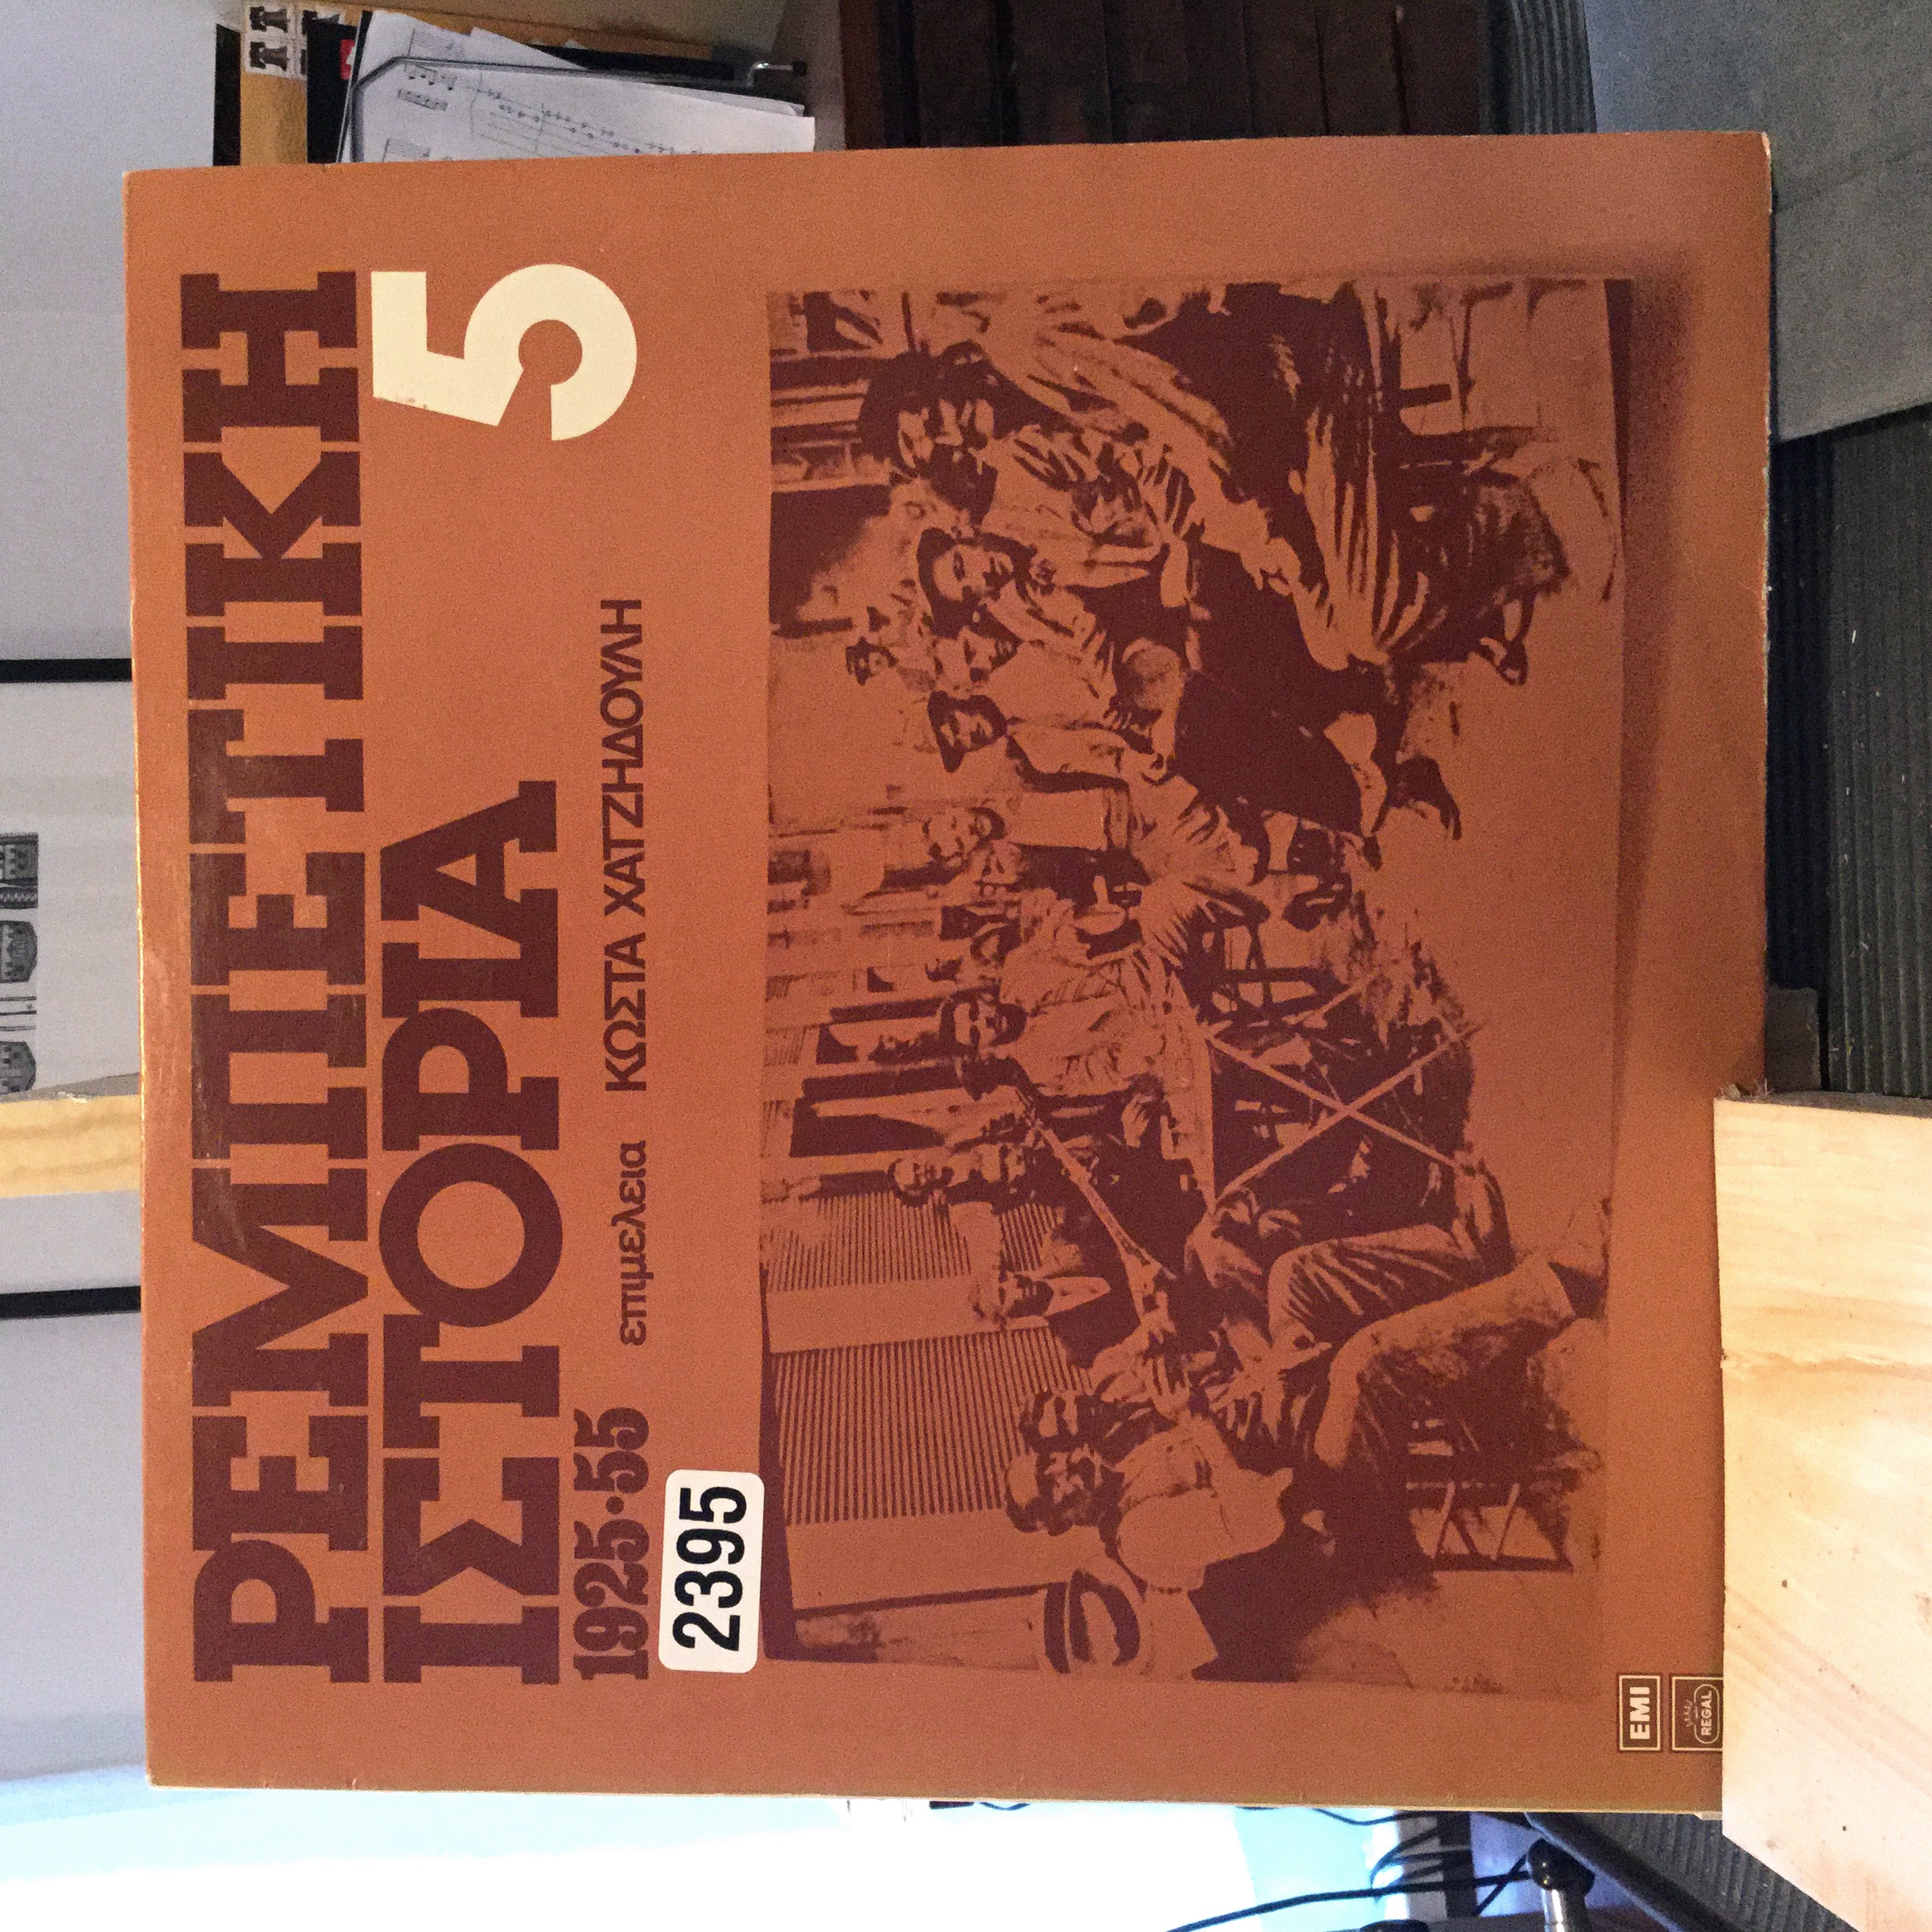 ΡΕΜΠΕΤΙΚΗ
ΙΣΤΟΡΙΑ 5
1925·55 επιμελεια ΚΩΣΤΑ ΧΑΤΖΗΔΟΥΛΗ
2395
EMI
REGAL